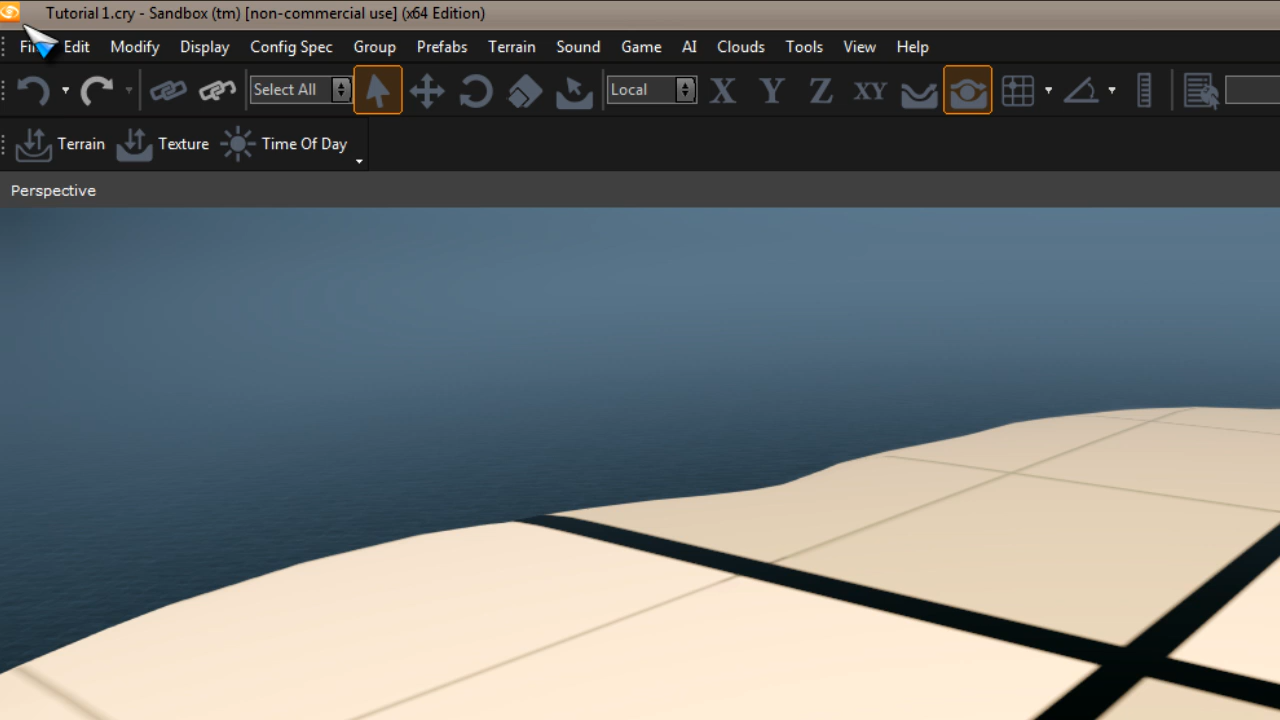 Tutorial 1.cry - Sandbox (tm) [non-commercial use] (x64 Edition)
Edit Modify Display Config Spec Group Prefabs Terrain Sound Game AI Clouds Tools View Help
Select All Local X Y Z XY
Terrain Texture Time Of Day
Perspective